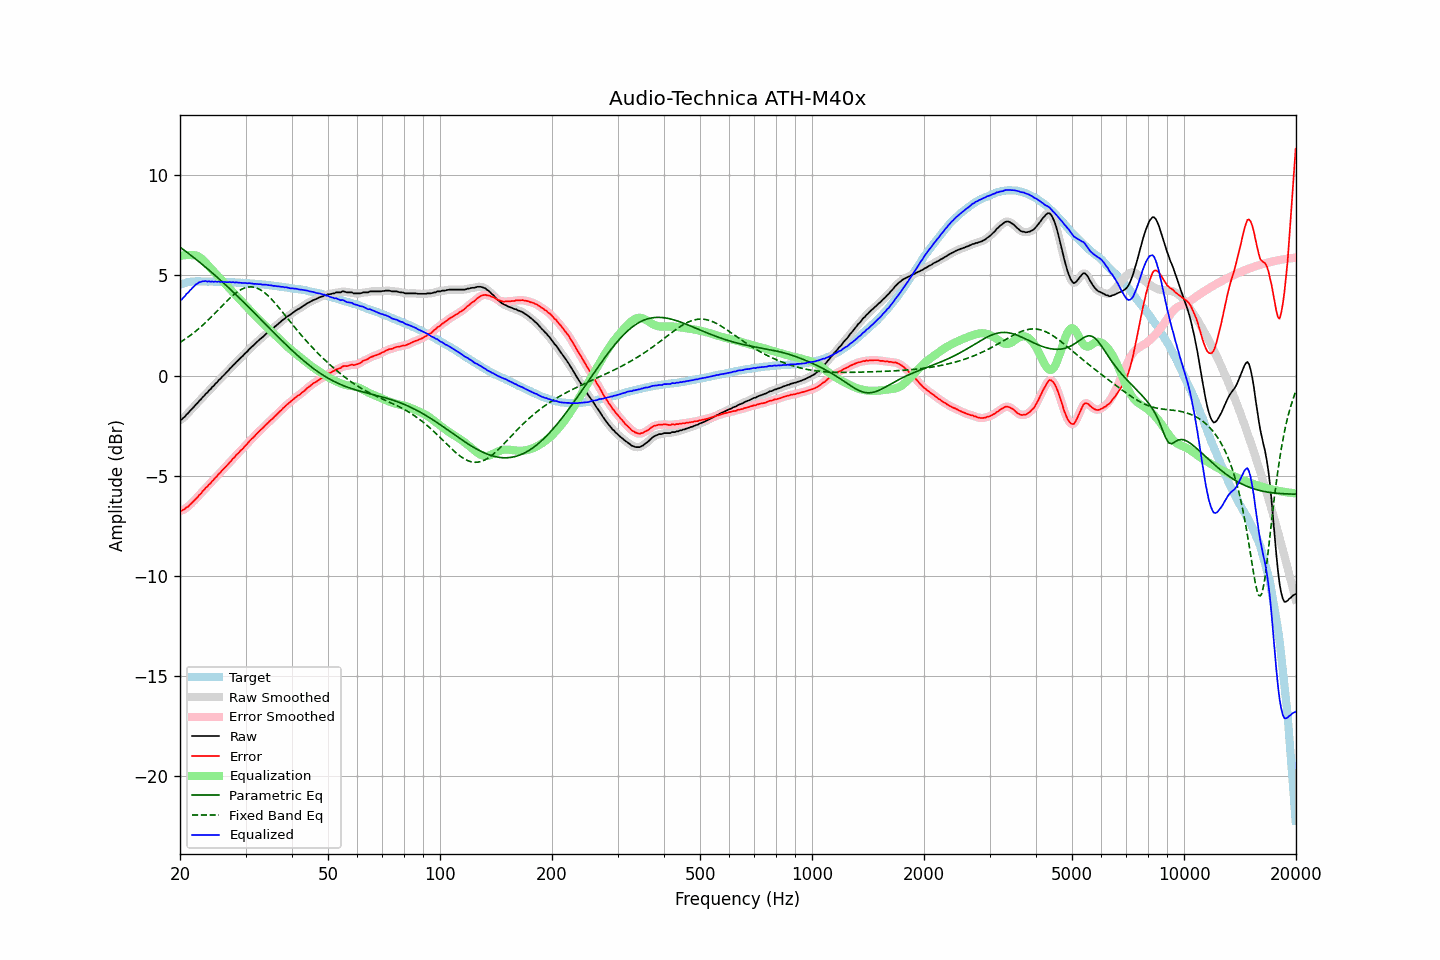 Audio-Technica ATH-M40x
Amplitude (dBr)
10
5
0
−5
−10
−15
−20
Target
Raw Smoothed
Error Smoothed
Raw
Error
Equalization
Parametric Eq
Fixed Band Eq
Equalized
20 50 100 200 500 1000 2000 5000 10000 20000
Frequency (Hz)